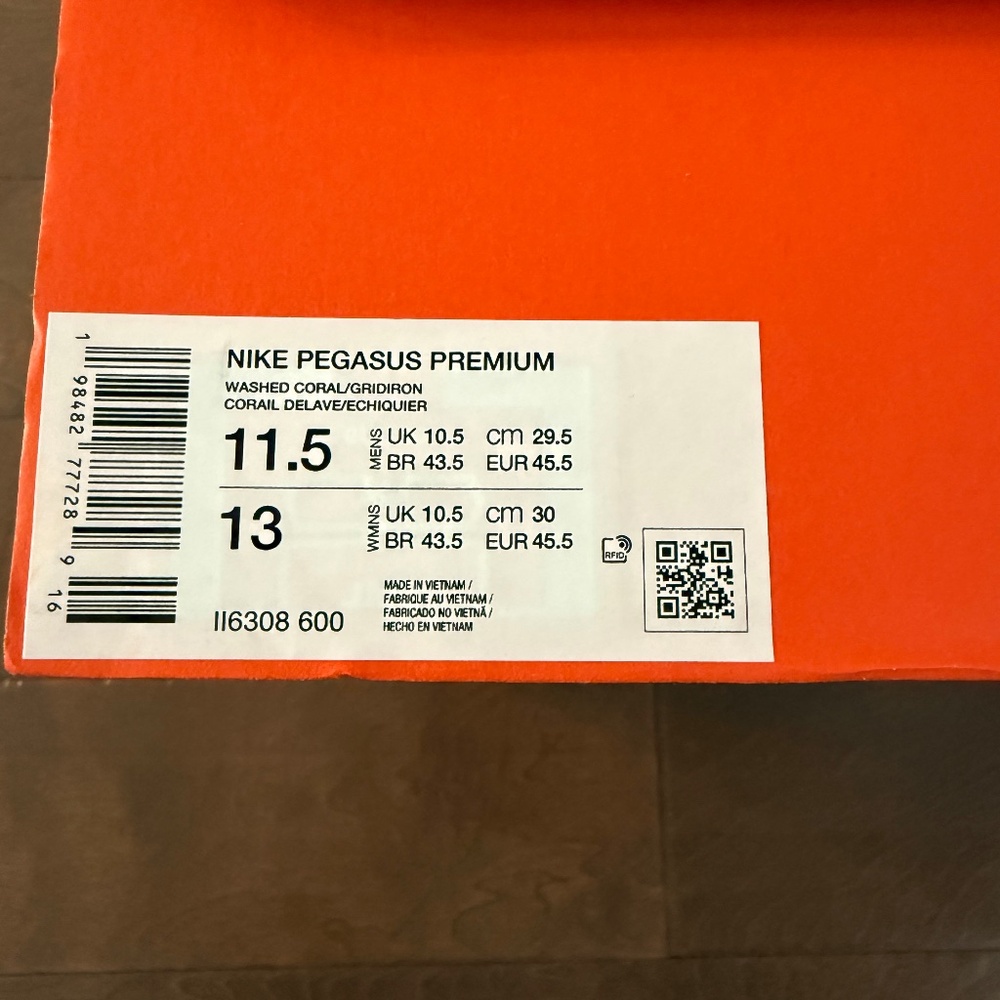 NIKE PEGASUS PREMIUM
WASHED CORAL/GRIDIRON
CORAIL DELAVE/ECHIQUIER
11.5 MENS UK 10.5 CM 29.5
BR 43.5 EUR 45.5
13 WMNS UK 10.5 CM 30
BR 43.5 EUR 45.5
MADE IN VIETNAM /
FABRIQUE AU VIETNAM /
FABRICADO NO VIETNÃ /
HECHO EN VIETNAM
II6308 600
RFID
1 98482 77728 9 16